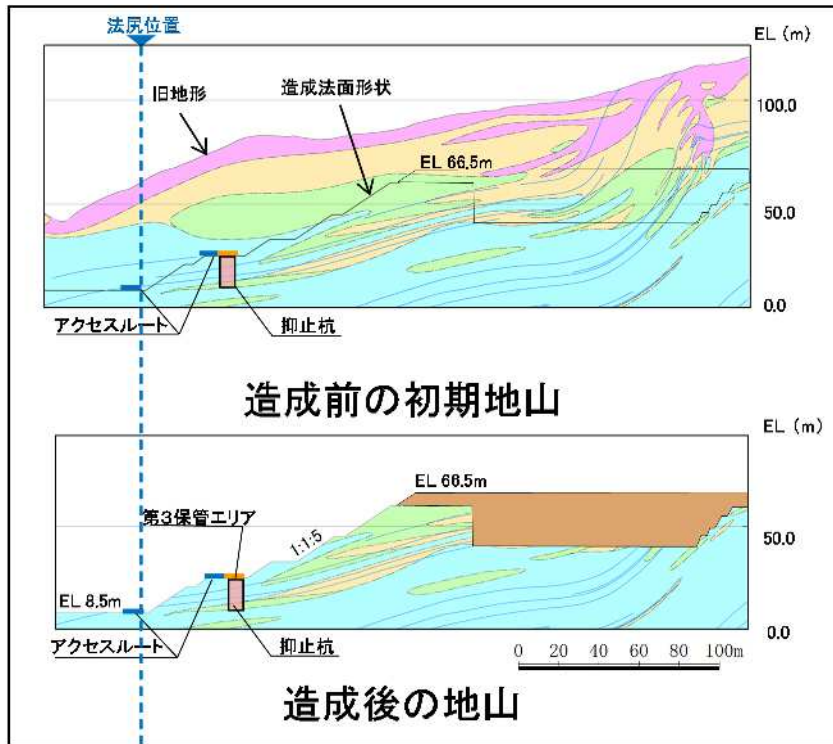 法尻位置
EL (m)
旧地形
造成法面形状
100.0
EL 66.5m
50.0
0.0
アクセスルート
抑止杭
造成前の初期地山
EL (m)
EL 66.5m
第3保管エリア
1:1:5
50.0
EL 8.5m
0.0
アクセスルート
抑止杭
0 20 40 60 80 100m
造成後の地山